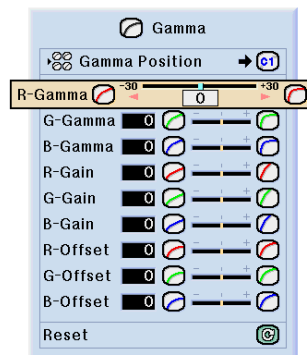 Gamma
Gamma Position C1
R-Gamma -30 0 +30
G-Gamma 0 - +
B-Gamma 0 - +
R-Gain 0 - +
G-Gain 0 - +
B-Gain 0 - +
R-Offset 0 - +
G-Offset 0 - +
B-Offset 0 - +
Reset